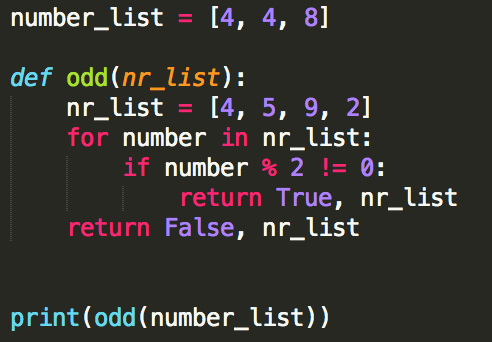 number_list = [4, 4, 8]
def odd(nr_list):
    nr_list = [4, 5, 9, 2]
    for number in nr_list:
        if number % 2 != 0:
            return True, nr_list
    return False, nr_list
print(odd(number_list))